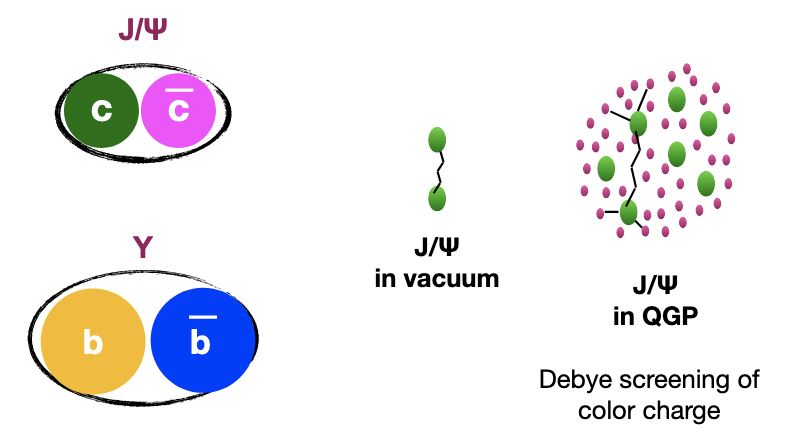 J/Ψ
c
c̅
Y
b
b̅
J/Ψ
in vacuum
J/Ψ
in QGP
Debye screening of
color charge